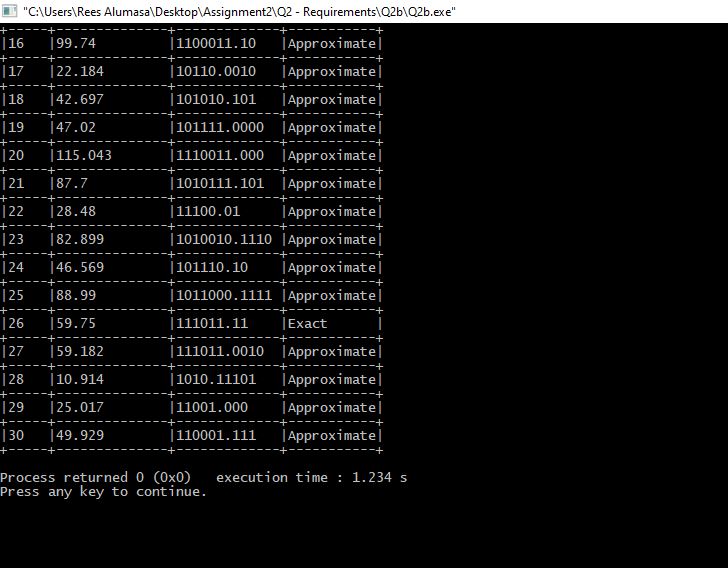 "C:\Users\Rees Alumasa\Desktop\Assignment2\Q2 - Requirements\Q2b\Q2b.exe"
+-----+--------------+-------------+-----------+
|16   |99.74         |1100011.10   |Approximate|
+-----+--------------+-------------+-----------+
|17   |22.184        |10110.0010   |Approximate|
+-----+--------------+-------------+-----------+
|18   |42.697        |101010.101   |Approximate|
+-----+--------------+-------------+-----------+
|19   |47.02         |101111.0000  |Approximate|
+-----+--------------+-------------+-----------+
|20   |115.043       |1110011.000  |Approximate|
+-----+--------------+-------------+-----------+
|21   |87.7          |1010111.101  |Approximate|
+-----+--------------+-------------+-----------+
|22   |28.48         |11100.01     |Approximate|
+-----+--------------+-------------+-----------+
|23   |82.899        |1010010.1110 |Approximate|
+-----+--------------+-------------+-----------+
|24   |46.569        |101110.10    |Approximate|
+-----+--------------+-------------+-----------+
|25   |88.99         |1011000.1111 |Approximate|
+-----+--------------+-------------+-----------+
|26   |59.75         |111011.11    |Exact      |
+-----+--------------+-------------+-----------+
|27   |59.182        |111011.0010  |Approximate|
+-----+--------------+-------------+-----------+
|28   |10.914        |1010.11101   |Approximate|
+-----+--------------+-------------+-----------+
|29   |25.017        |11001.000    |Approximate|
+-----+--------------+-------------+-----------+
|30   |49.929        |110001.111   |Approximate|
+-----+--------------+-------------+-----------+
Process returned 0 (0x0)   execution time : 1.234 s
Press any key to continue.